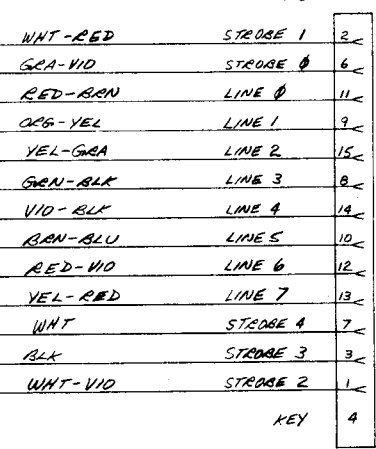 WHT-RED STROBE 1 2
GRA-VIO STROBE 0 6
RED-BRN LINE 0 11
ORG-YEL LINE 1 9
YEL-GRA LINE 2 15
GRN-BLK LINE 3 8
VIO-BLK LINE 4 14
BRN-BLU LINE 5 10
RED-VIO LINE 6 12
YEL-RED LINE 7 13
WHT STROBE 4 7
BLK STROBE 3 3
WHT-VIO STROBE 2 1
KEY 4